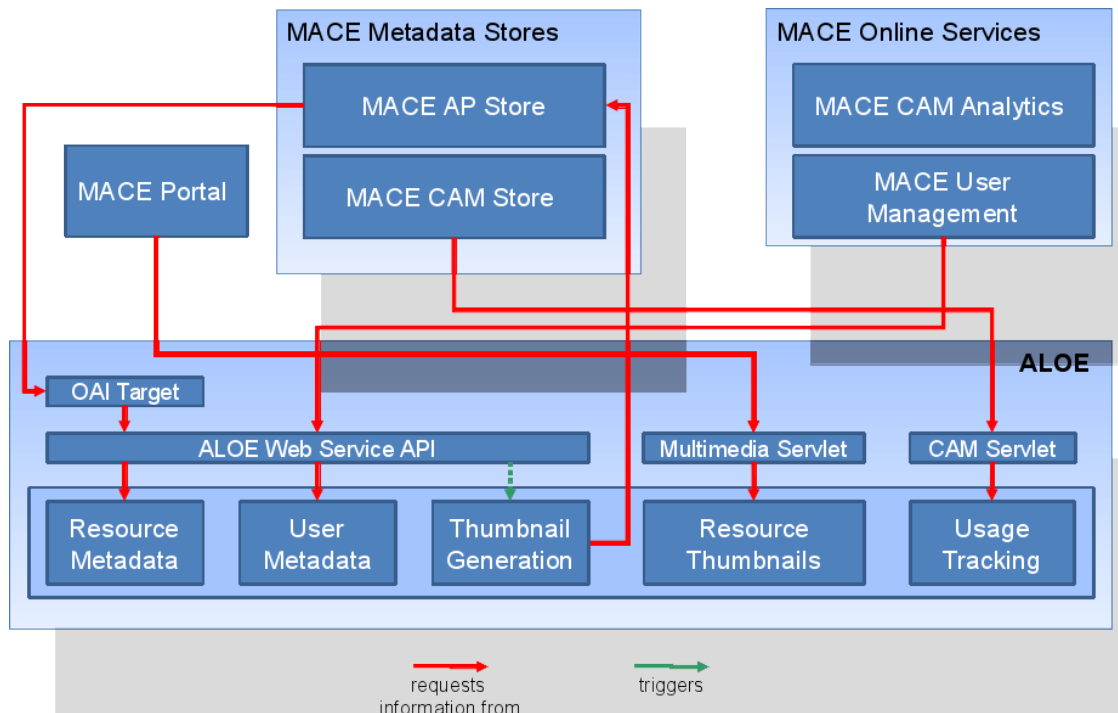 MACE Metadata Stores
MACE AP Store
MACE CAM Store
MACE Online Services
MACE CAM Analytics
MACE User
Management
MACE Portal
ALOE
OAI Target
ALOE Web Service API
Multimedia Servlet
CAM Servlet
Resource
Metadata
User
Metadata
Thumbnail
Generation
Resource
Thumbnails
Usage
Tracking
requests
information from
triggers